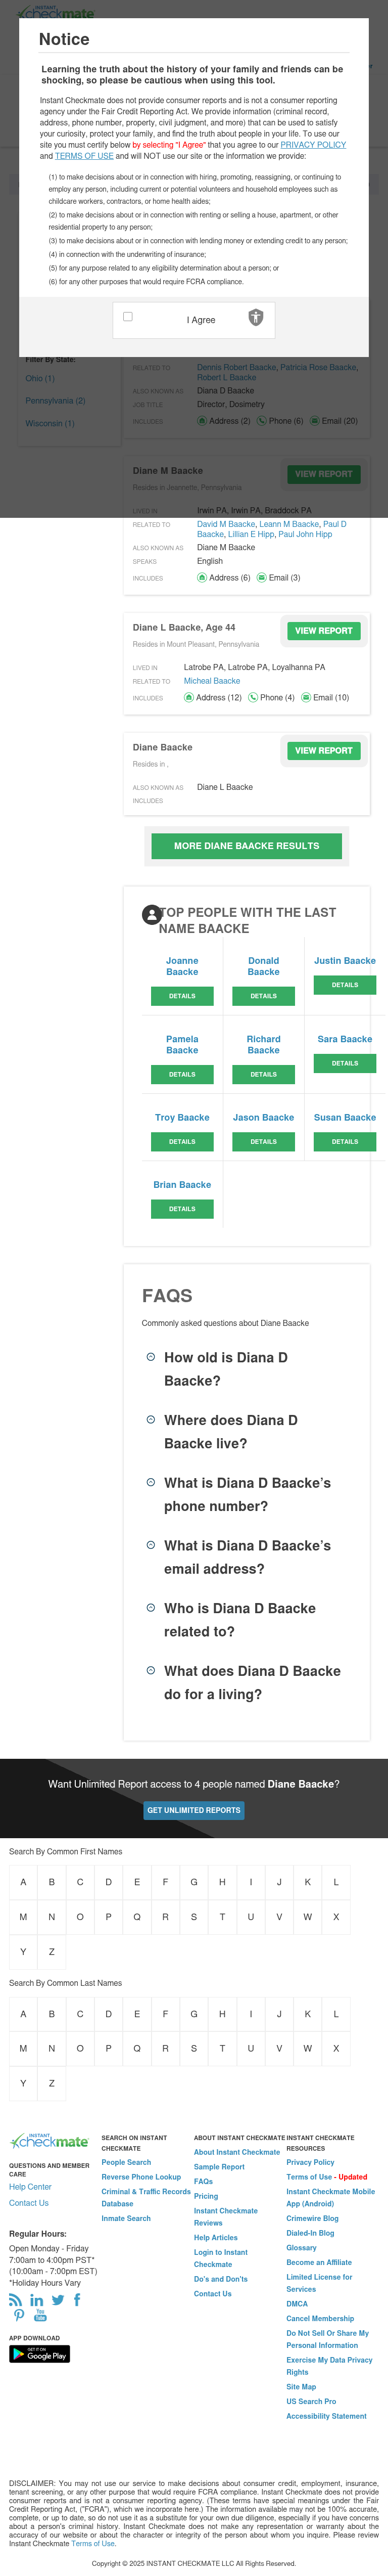 INSTANT
checkmate
Notice
Learning the truth about the history of your family and friends can be
shocking, so please be cautious when using this tool.
Instant Checkmate does not provide consumer reports and is not a consumer reporting
agency under the Fair Credit Reporting Act. We provide information (criminal record,
address, phone number, property, civil judgment, and more) that can be used to satisfy
your curiosity, protect your family, and find the truth about people in your life. To use our
site you must certify below by selecting "I Agree" that you agree to our PRIVACY POLICY
and TERMS OF USE and will NOT use our site or the information we provide:
(1) to make decisions about or in connection with hiring, promoting, reassigning, or continuing to
employ any person, including current or potential volunteers and household employees such as
childcare workers, contractors, or home health aides;
(2) to make decisions about or in connection with renting or selling a house, apartment, or other
residential property to any person;
(3) to make decisions about or in connection with lending money or extending credit to any person;
(4) in connection with the underwriting of insurance;
(5) for any purpose related to any eligibility determination about a person; or
(6) for any other purposes that would require FCRA compliance.
I Agree
Filter By State:
Ohio (1)
Pennsylvania (2)
Wisconsin (1)
RELATED TO Dennis Robert Baacke, Patricia Rose Baacke,
Robert L Baacke
ALSO KNOWN AS Diana D Baacke
JOB TITLE Director, Dosimetry
INCLUDES Address (2) Phone (6) Email (20)
Diane M Baacke
VIEW REPORT
Resides in Jeannette, Pennsylvania
LIVED IN Irwin PA, Irwin PA, Braddock PA
RELATED TO David M Baacke, Leann M Baacke, Paul D
Baacke, Lillian E Hipp, Paul John Hipp
ALSO KNOWN AS Diane M Baacke
SPEAKS English
INCLUDES Address (6) Email (3)
Diane L Baacke, Age 44
VIEW REPORT
Resides in Mount Pleasant, Pennsylvania
LIVED IN Latrobe PA, Latrobe PA, Loyalhanna PA
RELATED TO Micheal Baacke
INCLUDES Address (12) Phone (4) Email (10)
Diane Baacke
VIEW REPORT
Resides in ,
ALSO KNOWN AS Diane L Baacke
INCLUDES
MORE DIANE BAACKE RESULTS
TOP PEOPLE WITH THE LAST
NAME BAACKE
Joanne Baacke
DETAILS
Donald Baacke
DETAILS
Justin Baacke
DETAILS
Pamela Baacke
DETAILS
Richard Baacke
DETAILS
Sara Baacke
DETAILS
Troy Baacke
DETAILS
Jason Baacke
DETAILS
Susan Baacke
DETAILS
Brian Baacke
DETAILS
FAQS
Commonly asked questions about Diane Baacke
How old is Diana D
Baacke?
Where does Diana D
Baacke live?
What is Diana D Baacke's
phone number?
What is Diana D Baacke's
email address?
Who is Diana D Baacke
related to?
What does Diana D Baacke
do for a living?
Want Unlimited Report access to 4 people named Diane Baacke?
GET UNLIMITED REPORTS
Search By Common First Names
A B C D E F G H I J K L
M N O P Q R S T U V W X
Y Z
Search By Common Last Names
A B C D E F G H I J K L
M N O P Q R S T U V W X
Y Z
INSTANT
checkmate
QUESTIONS AND MEMBER
CARE
Help Center
Contact Us
Regular Hours:
Open Monday - Friday
7:00am to 4:00pm PST*
(10:00am - 7:00pm EST)
*Holiday Hours Vary
You
Tube
APP DOWNLOAD
GET IT ON
Google Play
SEARCH ON INSTANT
CHECKMATE
People Search
Reverse Phone Lookup
Criminal & Traffic Records
Database
Inmate Search
ABOUT INSTANT CHECKMATE
About Instant Checkmate
Sample Report
FAQs
Pricing
Instant Checkmate
Reviews
Help Articles
Login to Instant
Checkmate
Do's and Don'ts
Contact Us
INSTANT CHECKMATE
RESOURCES
Privacy Policy
Terms of Use - Updated
Instant Checkmate Mobile
App (Android)
Crimewire Blog
Dialed-In Blog
Glossary
Become an Affiliate
Limited License for
Services
DMCA
Cancel Membership
Do Not Sell Or Share My
Personal Information
Exercise My Data Privacy
Rights
Site Map
US Search Pro
Accessibility Statement
DISCLAIMER: You may not use our service to make decisions about consumer credit, employment, insurance,
tenant screening, or any other purpose that would require FCRA compliance. Instant Checkmate does not provide
consumer reports and is not a consumer reporting agency. (These terms have special meanings under the Fair
Credit Reporting Act, ("FCRA"), which we incorporate here.) The information available may not be 100% accurate,
complete, or up to date, so do not use it as a substitute for your own due diligence, especially if you have concerns
about a person's criminal history. Instant Checkmate does not make any representation or warranty about the
accuracy of our website or about the character or integrity of the person about whom you inquire. Please review
Instant Checkmate Terms of Use.
Copyright © 2025 INSTANT CHECKMATE LLC All Rights Reserved.